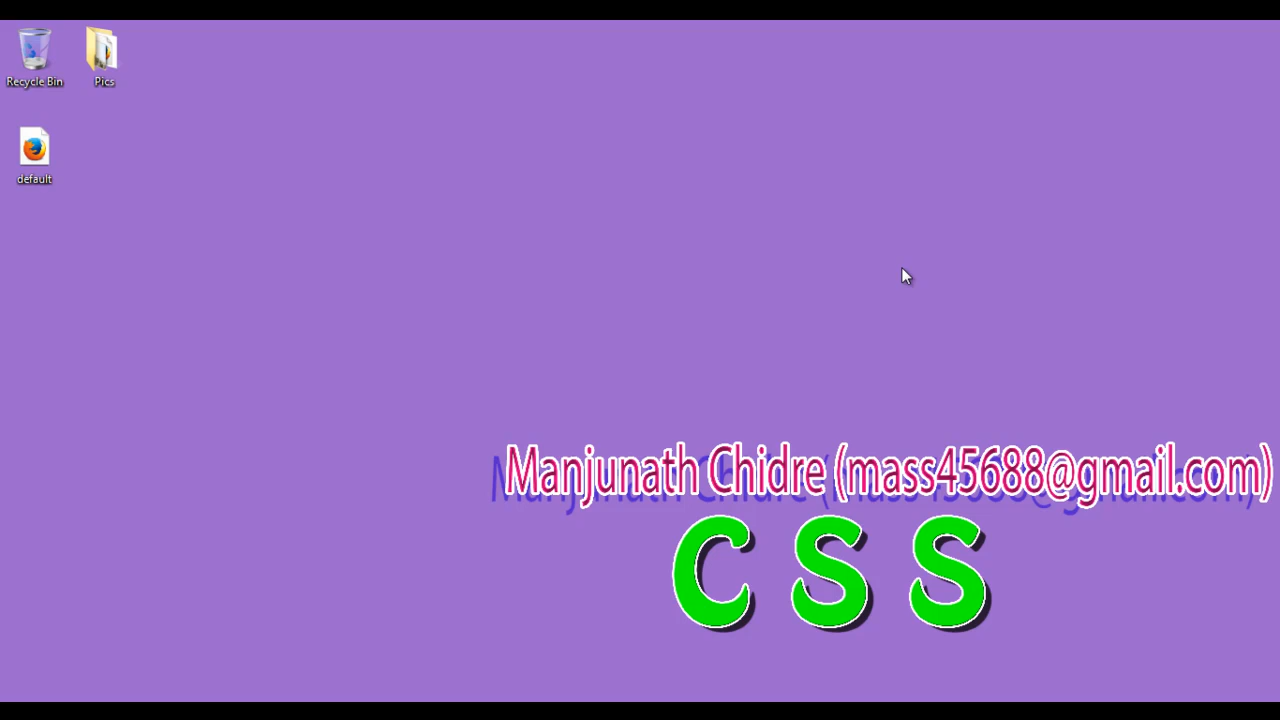 Recycle Bin
Pics
default
Manjunath Chidre (mass45688@gmail.com)
C S S